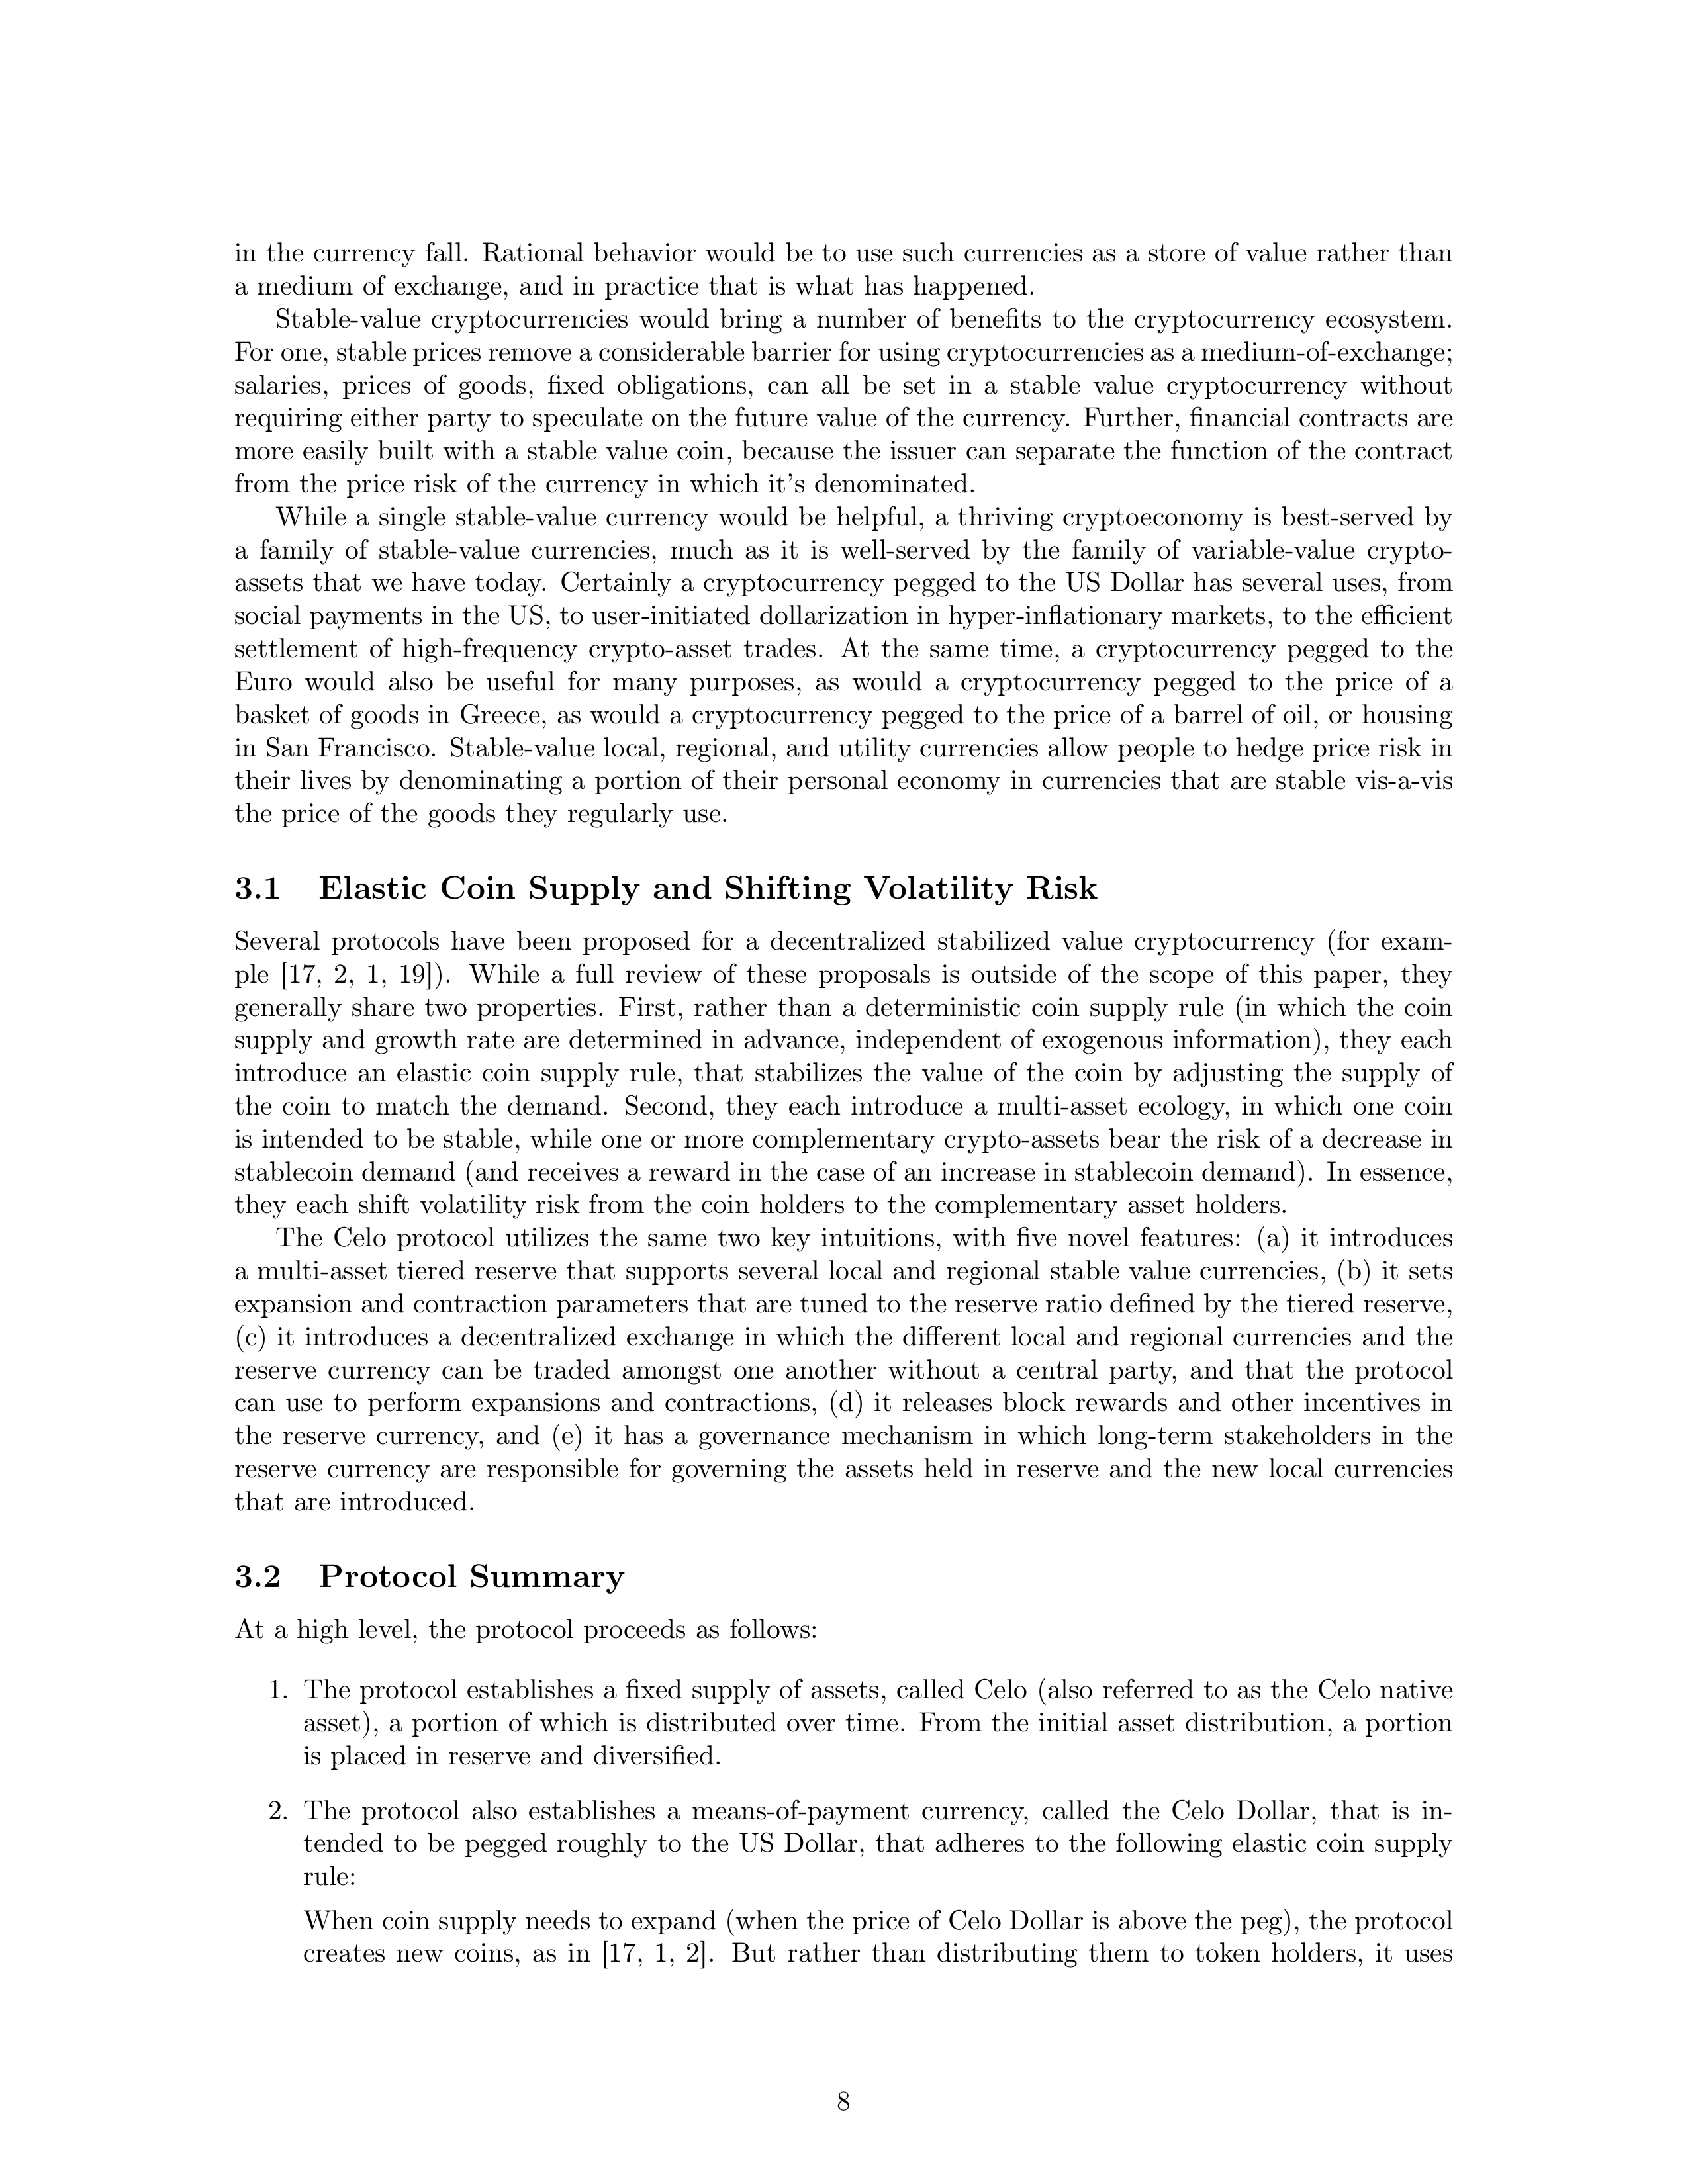 in the currency fall. Rational behavior would be to use such currencies as a store of value rather than
a medium of exchange, and in practice that is what has happened.
Stable-value cryptocurrencies would bring a number of benefits to the cryptocurrency ecosystem.
For one, stable prices remove a considerable barrier for using cryptocurrencies as a medium-of-exchange;
salaries, prices of goods, fixed obligations, can all be set in a stable value cryptocurrency without
requiring either party to speculate on the future value of the currency. Further, financial contracts are
more easily built with a stable value coin, because the issuer can separate the function of the contract
from the price risk of the currency in which it's denominated.
While a single stable-value currency would be helpful, a thriving cryptoeconomy is best-served by
a family of stable-value currencies, much as it is well-served by the family of variable-value crypto-
assets that we have today. Certainly a cryptocurrency pegged to the US Dollar has several uses, from
social payments in the US, to user-initiated dollarization in hyper-inflationary markets, to the efficient
settlement of high-frequency crypto-asset trades. At the same time, a cryptocurrency pegged to the
Euro would also be useful for many purposes, as would a cryptocurrency pegged to the price of a
basket of goods in Greece, as would a cryptocurrency pegged to the price of a barrel of oil, or housing
in San Francisco. Stable-value local, regional, and utility currencies allow people to hedge price risk in
their lives by denominating a portion of their personal economy in currencies that are stable vis-a-vis
the price of the goods they regularly use.
3.1 Elastic Coin Supply and Shifting Volatility Risk
Several protocols have been proposed for a decentralized stabilized value cryptocurrency (for exam-
ple [17, 2, 1, 19]). While a full review of these proposals is outside of the scope of this paper, they
generally share two properties. First, rather than a deterministic coin supply rule (in which the coin
supply and growth rate are determined in advance, independent of exogenous information), they each
introduce an elastic coin supply rule, that stabilizes the value of the coin by adjusting the supply of
the coin to match the demand. Second, they each introduce a multi-asset ecology, in which one coin
is intended to be stable, while one or more complementary crypto-assets bear the risk of a decrease in
stablecoin demand (and receives a reward in the case of an increase in stablecoin demand). In essence,
they each shift volatility risk from the coin holders to the complementary asset holders.
The Celo protocol utilizes the same two key intuitions, with five novel features: (a) it introduces
a multi-asset tiered reserve that supports several local and regional stable value currencies, (b) it sets
expansion and contraction parameters that are tuned to the reserve ratio defined by the tiered reserve,
(c) it introduces a decentralized exchange in which the different local and regional currencies and the
reserve currency can be traded amongst one another without a central party, and that the protocol
can use to perform expansions and contractions, (d) it releases block rewards and other incentives in
the reserve currency, and (e) it has a governance mechanism in which long-term stakeholders in the
reserve currency are responsible for governing the assets held in reserve and the new local currencies
that are introduced.
3.2 Protocol Summary
At a high level, the protocol proceeds as follows:
1. The protocol establishes a fixed supply of assets, called Celo (also referred to as the Celo native
asset), a portion of which is distributed over time. From the initial asset distribution, a portion
is placed in reserve and diversified.
2. The protocol also establishes a means-of-payment currency, called the Celo Dollar, that is in-
tended to be pegged roughly to the US Dollar, that adheres to the following elastic coin supply
rule:
When coin supply needs to expand (when the price of Celo Dollar is above the peg), the protocol
creates new coins, as in [17, 1, 2]. But rather than distributing them to token holders, it uses
8